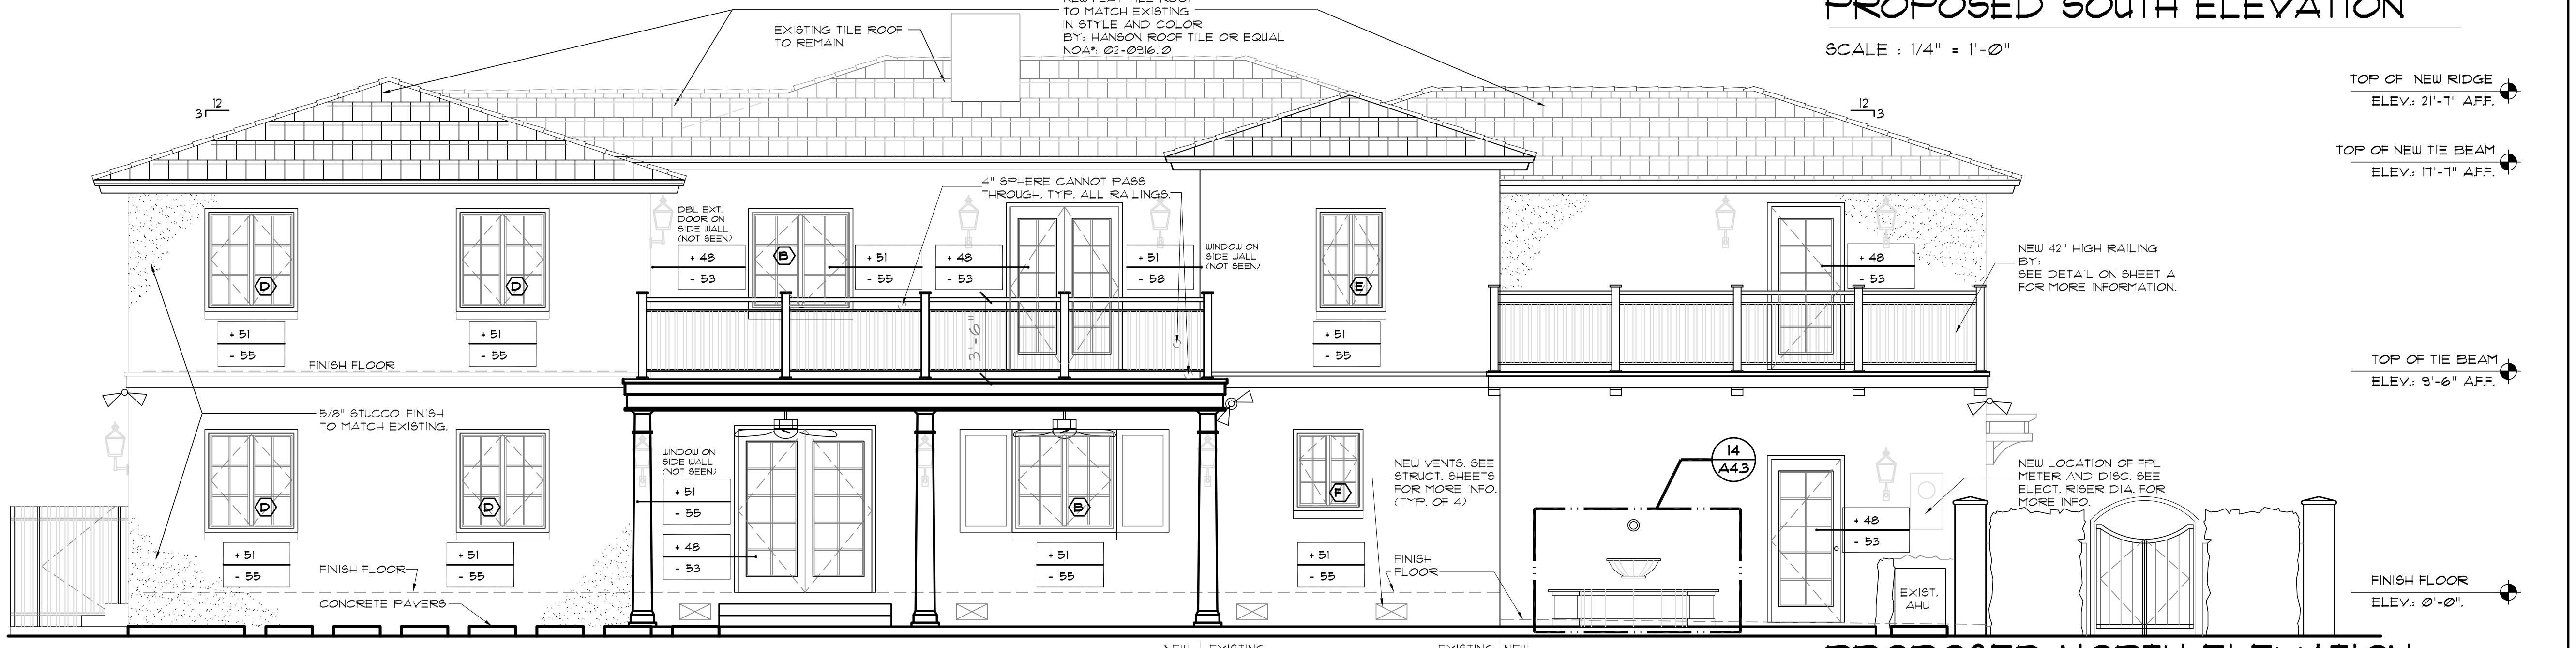 PROPOSED SOUTH ELEVATION
SCALE : 1/4" = 1'-0"
NEW FLAT TILE ROOF
TO MATCH EXISTING
IN STYLE AND COLOR
BY: HANSON ROOF TILE OR EQUAL
NOA#: 02-0916.10
EXISTING TILE ROOF
TO REMAIN
12
3
12
3
TOP OF NEW RIDGE
ELEV.: 21'-7" A.F.F.
TOP OF NEW TIE BEAM
ELEV.: 17'-7" A.F.F.
4" SPHERE CANNOT PASS
THROUGH, TYP. ALL RAILINGS.
DBL EXT.
DOOR ON
SIDE WALL
(NOT SEEN)
+ 48
- 53
B
+ 51
- 55
+ 48
- 53
+ 51
- 58
WINDOW ON
SIDE WALL
(NOT SEEN)
+ 48
- 53
NEW 42" HIGH RAILING
BY:
SEE DETAIL ON SHEET A
FOR MORE INFORMATION.
D
D
E
+ 51
- 55
+ 51
- 55
3'-6"
+ 51
- 55
FINISH FLOOR
TOP OF TIE BEAM
ELEV.: 9'-6" A.F.F.
5/8" STUCCO, FINISH
TO MATCH EXISTING.
WINDOW ON
SIDE WALL
(NOT SEEN)
+ 51
- 55
+ 48
- 53
NEW VENTS, SEE
STRUCT. SHEETS
FOR MORE INFO.
(TYP. OF 4)
14
A4.3
NEW LOCATION OF FPL
METER AND DISC. SEE
ELECT. RISER DIA. FOR
MORE INFO.
D
D
B
F
+ 48
- 53
+ 51
- 55
+ 51
- 55
+ 51
- 55
+ 51
- 55
FINISH FLOOR
FINISH
FLOOR
CONCRETE PAVERS
EXIST.
AHU
FINISH FLOOR
ELEV.: 0'-0".
NEW
EXISTING
EXISTING
NEW
PROPOSED NORTH ELEVATION